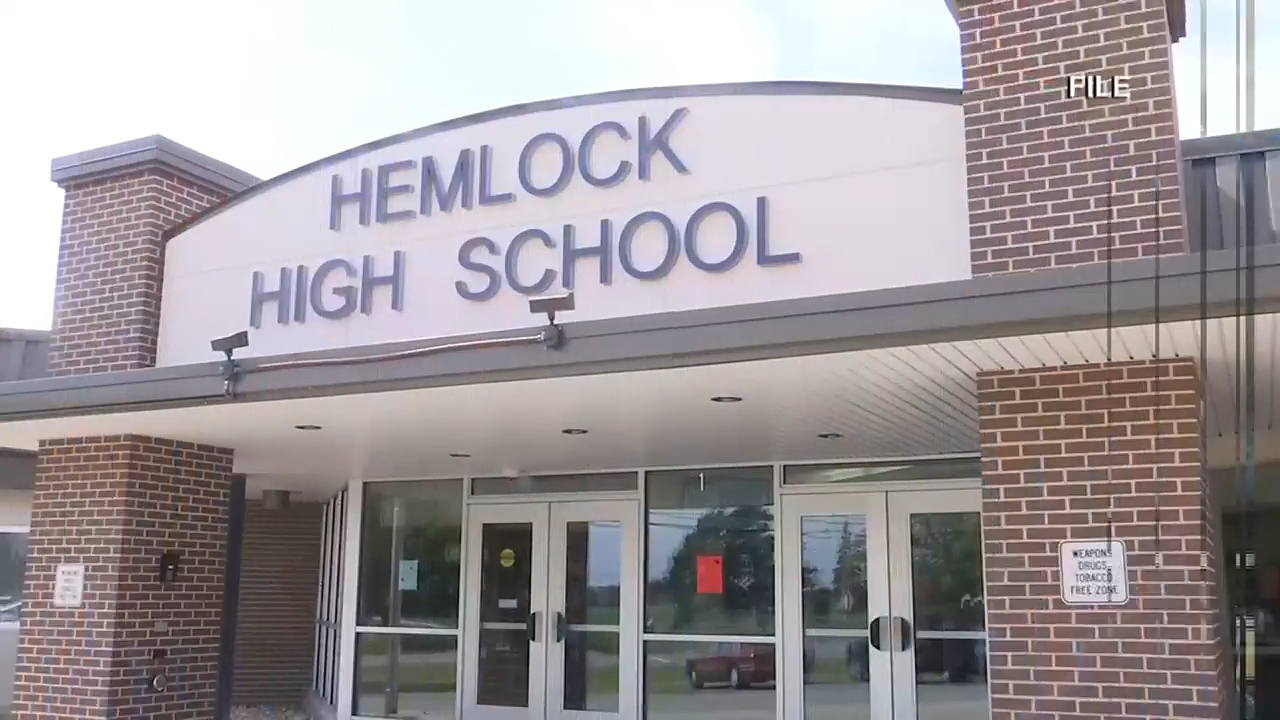 FILE
HEMLOCK
HIGH SCHOOL
1
WEAPONS
DRUGS
TOBACCO
FREE ZONE